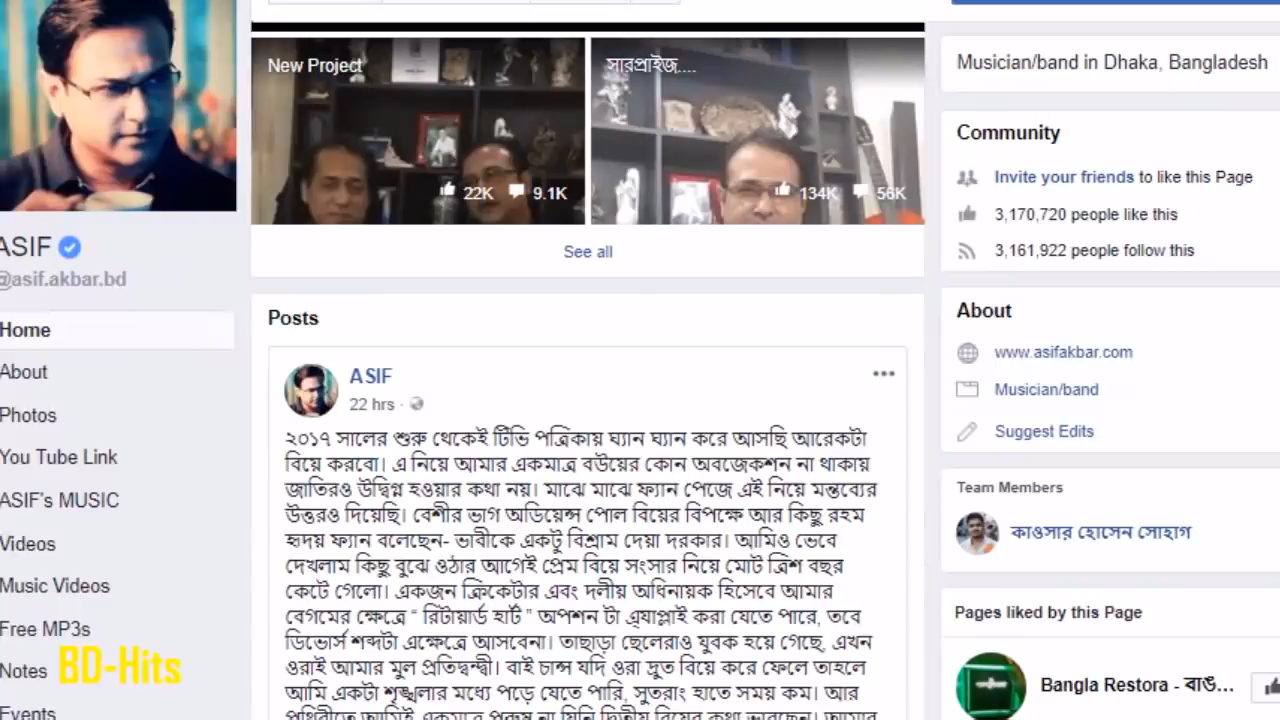 New Project
22K
9.1K
সারপ্রাইজ....
134K
56K
See all
ASIF
@asif.akbar.bd
Home
About
Photos
You Tube Link
ASIF's MUSIC
Videos
Music Videos
Free MP3s
Notes
Events
BD-Hits
Posts
ASIF
22 hrs
২০১৭ সালের শুরু থেকেই টিভি পত্রিকায় ঘ্যান ঘ্যান করে আসছি আরেকটা
বিয়ে করবো। এ নিয়ে আমার একমাত্র বউয়ের কোন অবজেকশন না থাকায়
জাতিরও উদ্বিগ্ন হওয়ার কথা নয়। মাঝে মাঝে ফ্যান পেজে এই নিয়ে মন্তব্যের
উত্তরও দিয়েছি। বেশীর ভাগ অডিয়েন্স পোল বিয়ের বিপক্ষে আর কিছু রহম
হৃদয় ফ্যান বলেছেন- ভাবীকে একটু বিশ্রাম দেয়া দরকার। আমিও ভেবে
দেখলাম কিছু বুঝে ওঠার আগেই প্রেম বিয়ে সংসার নিয়ে মোট ত্রিশ বছর
কেটে গেলো। একজন ক্রিকেটার এবং দলীয় অধিনায়ক হিসেবে আমার
বেগমের ক্ষেত্রে “ রিটায়ার্ড হার্ট ” অপশন টা এ্যাপ্লাই করা যেতে পারে, তবে
ডিভোর্স শব্দটা এক্ষেত্রে আসবেনা। তাছাড়া ছেলেরাও যুবক হয়ে গেছে, এখন
ওরাই আমার মুল প্রতিদ্বন্দ্বী। বাই চান্স যদি ওরা দ্রুত বিয়ে করে ফেলে তাহলে
আমি একটা শৃঙ্খলার মধ্যে পড়ে যেতে পারি, সুতরাং হাতে সময় কম। আর
পৃথিবীতে আমিই একমাত্র পুরুষ না যিনি দ্বিতীয় বিয়ের কথা ভাবছেন। আমার
Musician/band in Dhaka, Bangladesh
Community
Invite your friends to like this Page
3,170,720 people like this
3,161,922 people follow this
About
www.asifakbar.com
Musician/band
Suggest Edits
Team Members
কাওসার হোসেন সোহাগ
Pages liked by this Page
Bangla Restora - বাঙ...